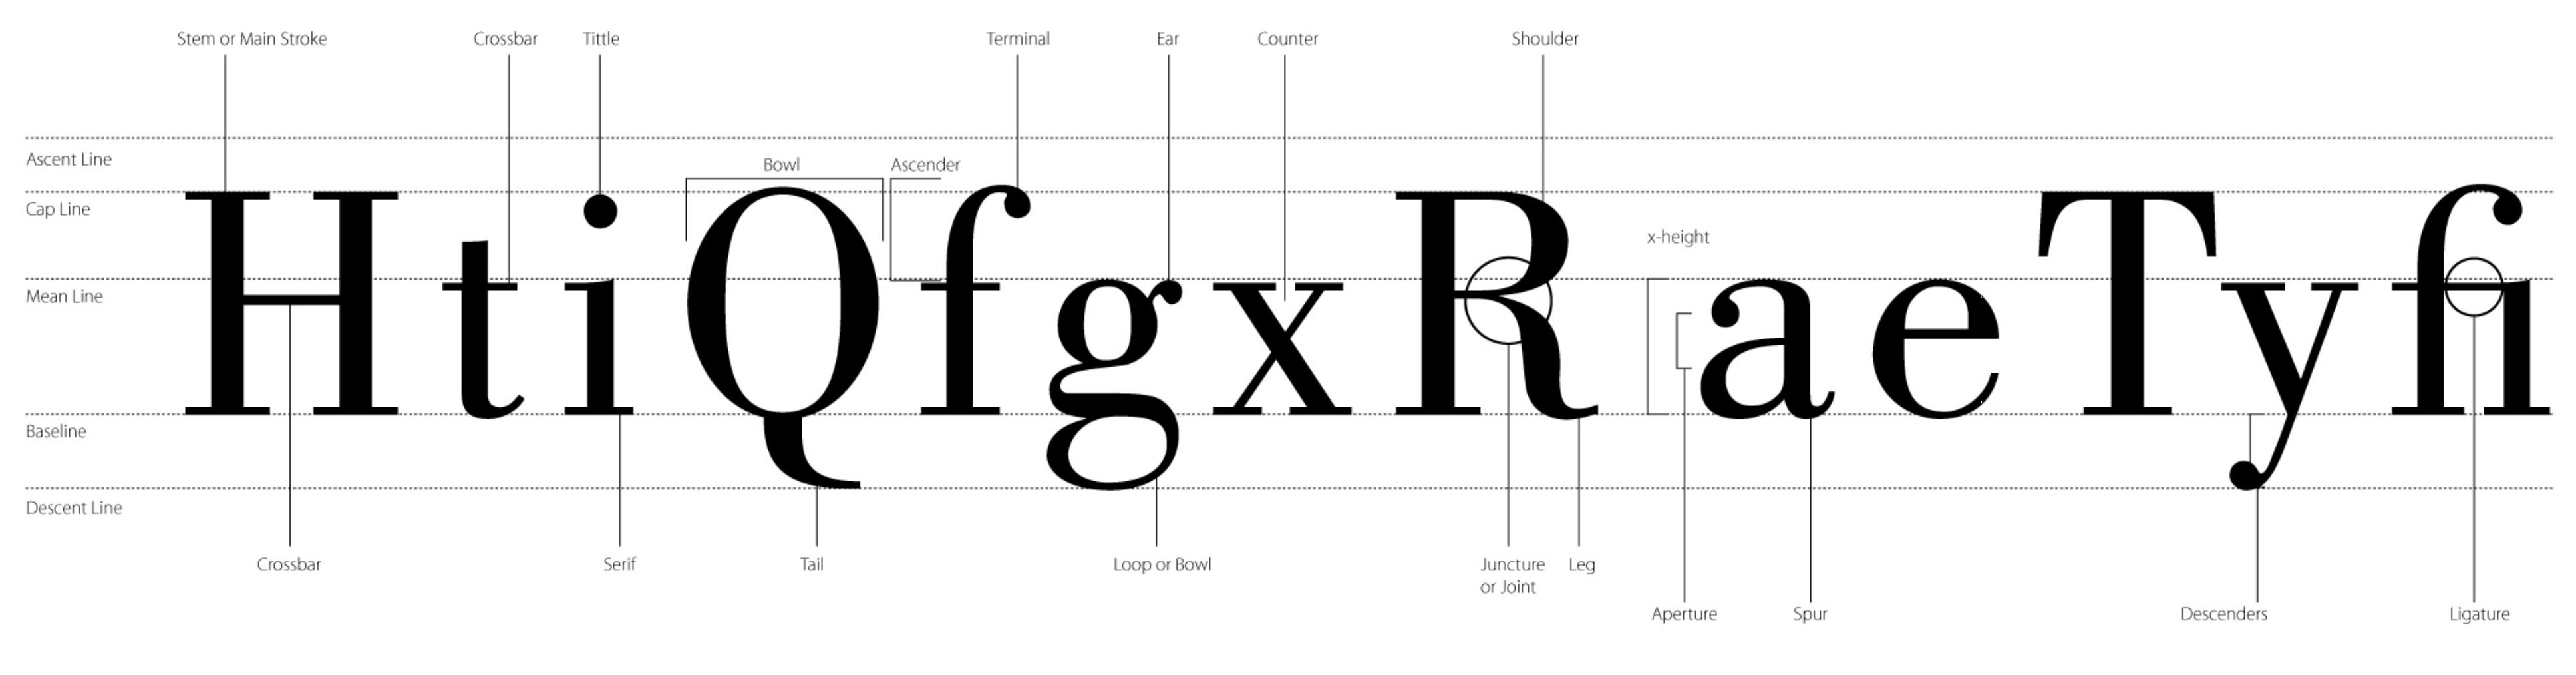 Stem or Main Stroke Crossbar Tittle Terminal Ear Counter Shoulder
Ascent Line
Bowl Ascender
Cap Line
x-height
Mean Line
HtiQfgxRaeTyfi
Baseline
Descent Line
Crossbar Serif Tail Loop or Bowl Juncture Leg
or Joint
Aperture Spur Descenders Ligature